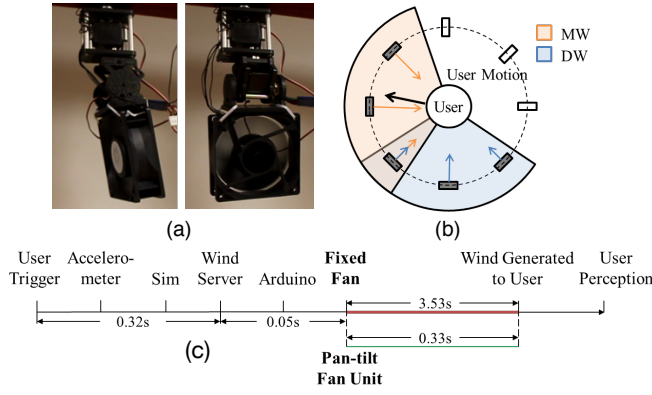 MW
DW
User Motion
User
(a)
(b)
User
Trigger
Accelero-
meter
Sim
Wind
Server
Arduino
Fixed
Fan
Wind Generated
to User
User
Perception
3.53s
0.32s
0.05s
0.33s
(c)
Pan-tilt
Fan Unit